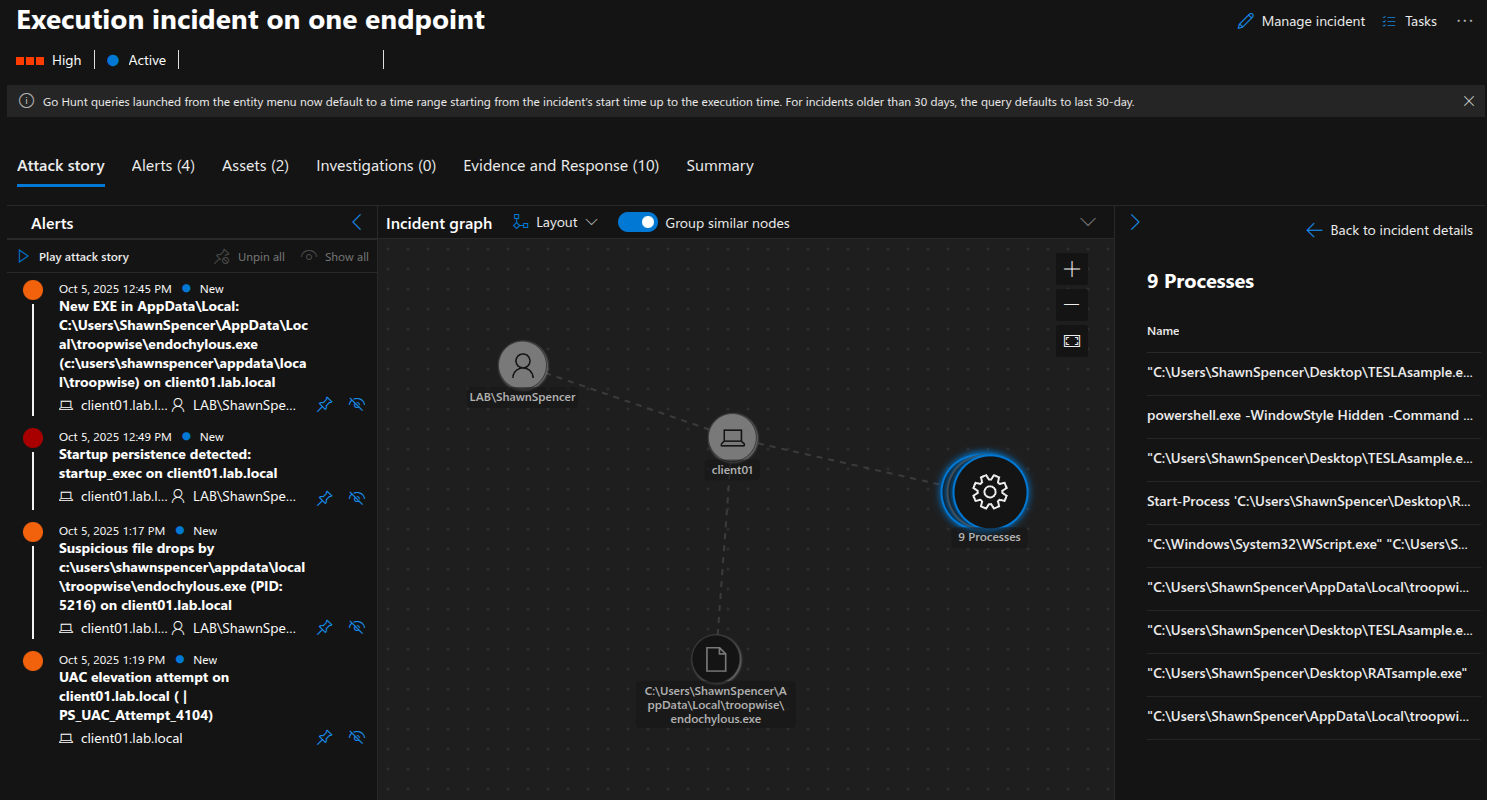 Execution incident on one endpoint
Manage incident
Tasks
...
High
Active
Go Hunt queries launched from the entity menu now default to a time range starting from the incident's start time up to the execution time. For incidents older than 30 days, the query defaults to last 30-day.
Attack story
Alerts (4)
Assets (2)
Investigations (0)
Evidence and Response (10)
Summary
Alerts
Play attack story
Unpin all
Show all
Oct 5, 2025 12:45 PM
New
New EXE in AppData\Local:
C:\Users\ShawnSpencer\AppData\Loc
al\troopwise\endochylous.exe
(c:\users\shawnspencer\appdata\loca
l\troopwise) on client01.lab.local
client01.lab.l...
LAB\ShawnSpe...
Oct 5, 2025 12:49 PM
New
Startup persistence detected:
startup_exec on client01.lab.local
client01.lab.l...
LAB\ShawnSpe...
Oct 5, 2025 1:17 PM
New
Suspicious file drops by
c:\users\shawnspencer\appdata\local
\troopwise\endochylous.exe (PID:
5216) on client01.lab.local
client01.lab.l...
LAB\ShawnSpe...
Oct 5, 2025 1:19 PM
New
UAC elevation attempt on
client01.lab.local ( |
PS_UAC_Attempt_4104)
client01.lab.local
Incident graph
Layout
Group similar nodes
LAB\ShawnSpencer
client01
9 Processes
C:\Users\ShawnSpencer\A
ppData\Local\troopwise\
endochylous.exe
Back to incident details
9 Processes
Name
"C:\Users\ShawnSpencer\Desktop\TESLAsample.e...
powershell.exe -WindowStyle Hidden -Command ...
"C:\Users\ShawnSpencer\Desktop\TESLAsample.e...
Start-Process 'C:\Users\ShawnSpencer\Desktop\R...
"C:\Windows\System32\WScript.exe" "C:\Users\S...
"C:\Users\ShawnSpencer\AppData\Local\troopwi...
"C:\Users\ShawnSpencer\Desktop\TESLAsample.e...
"C:\Users\ShawnSpencer\Desktop\RATsample.exe"
"C:\Users\ShawnSpencer\AppData\Local\troopwi...